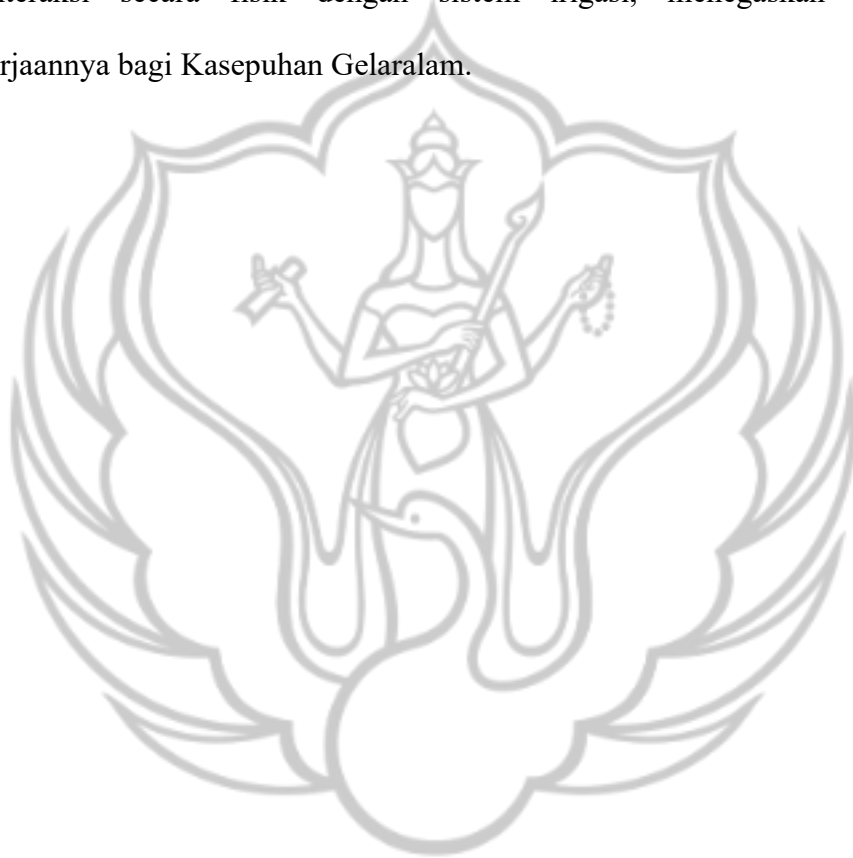 secara fisik dengan sistem irigasi, menegaskan
rjaannya bagi Kasepuhan Gelaralam.